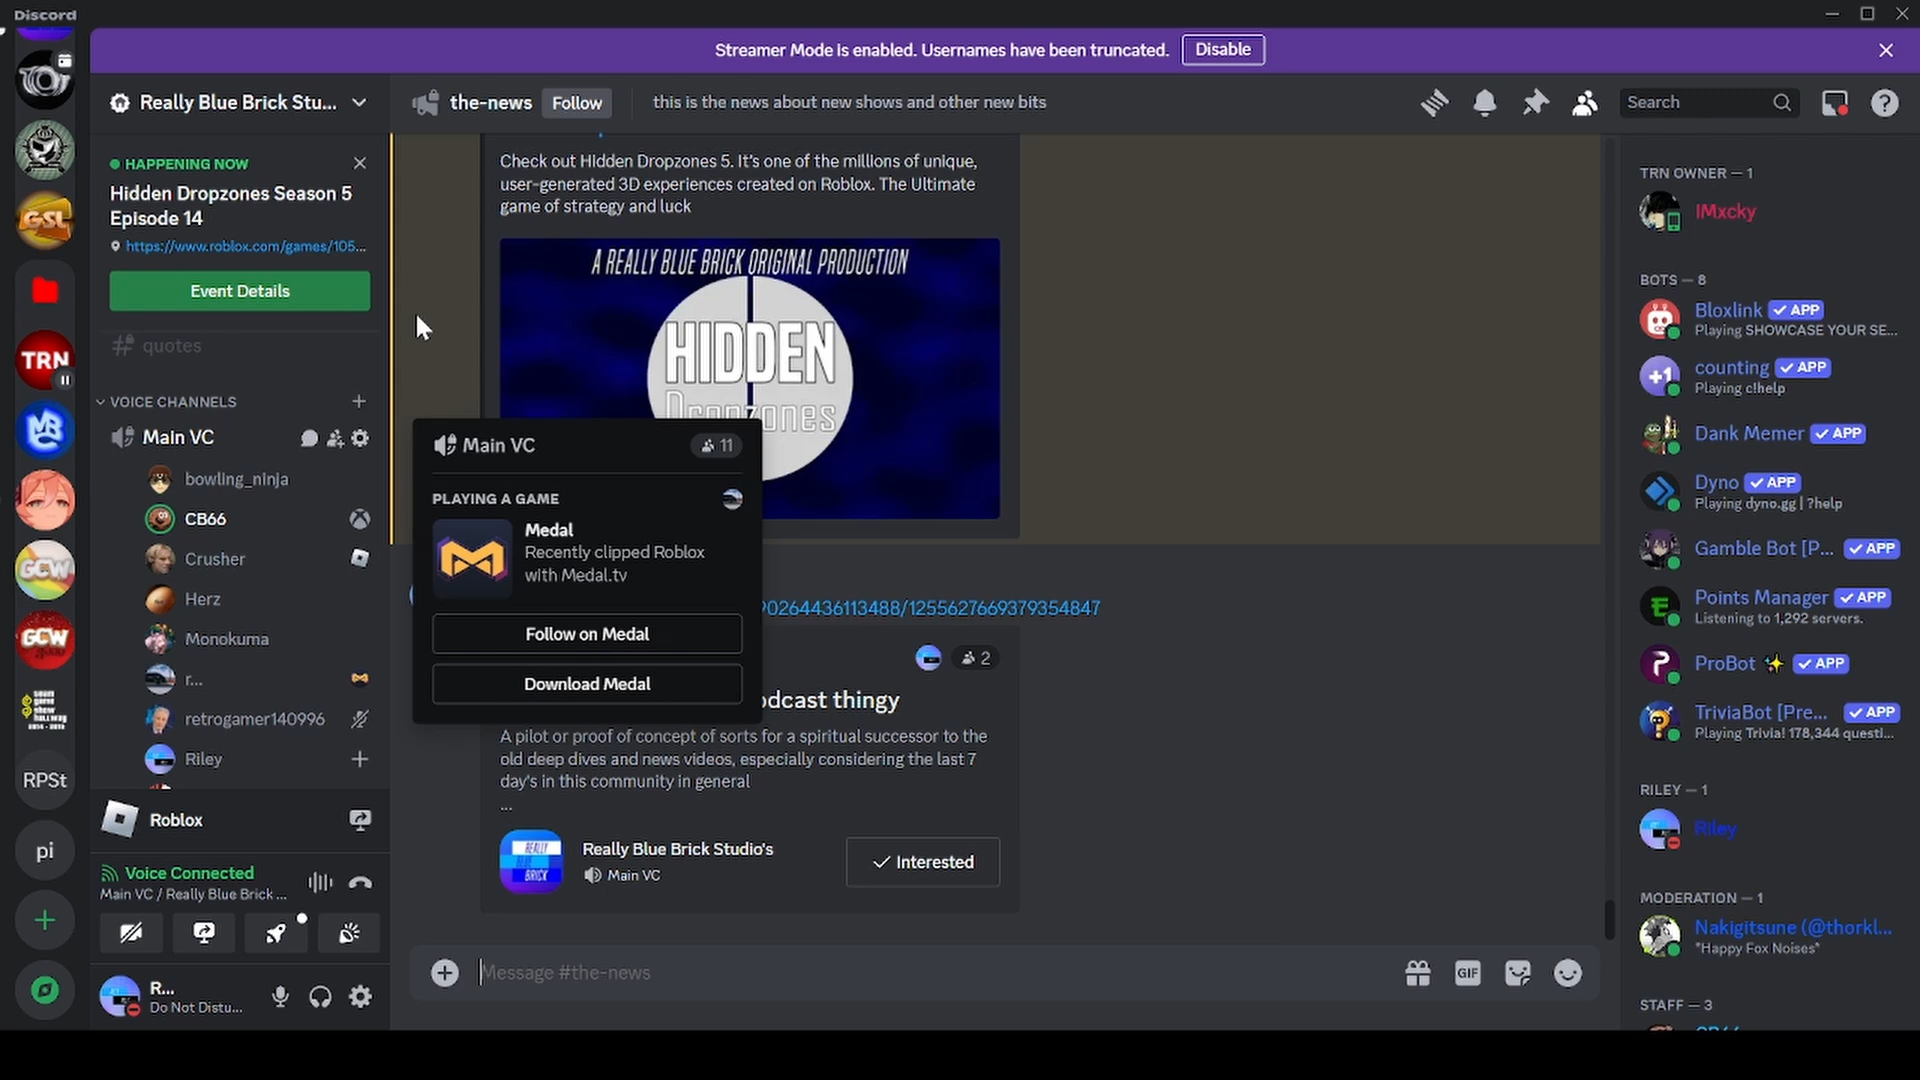 Discord
Streamer Mode is enabled. Usernames have been truncated.
Disable
Really Blue Brick Stu...
the-news
Follow
this is the news about new shows and other new bits
Search
HAPPENING NOW
Hidden Dropzones Season 5
Episode 14
https://www.roblox.com/games/105...
Event Details
quotes
VOICE CHANNELS
Main VC
bowling_ninja
CB66
Crusher
Herz
Monokuma
r...
retrogamer140996
Riley
Roblox
Voice Connected
Main VC / Really Blue Brick ...
R...
Do Not Distu...
GSL
TRN
GCW
GCW
RPSt
pi
Check out Hidden Dropzones 5. It's one of the millions of unique,
user-generated 3D experiences created on Roblox. The Ultimate
game of strategy and luck
A REALLY BLUE BRICK ORIGINAL PRODUCTION
HIDDEN
Dropzones
Main VC
11
PLAYING A GAME
Medal
Recently clipped Roblox
with Medal.tv
Follow on Medal
Download Medal
90264436113488/1255627669379354847
2
odcast thingy
A pilot or proof of concept of sorts for a spiritual successor to the
old deep dives and news videos, especially considering the last 7
day's in this community in general
...
REALLY
BLUE
BRICK
Really Blue Brick Studio's
Main VC
Interested
Message #the-news
GIF
TRN OWNER — 1
IMxcky
BOTS — 8
Bloxlink
APP
Playing SHOWCASE YOUR SE...
+1
counting
APP
Playing c!help
Dank Memer
APP
Dyno
APP
Playing dyno.gg | ?help
Gamble Bot [P...
APP
Points Manager
APP
Listening to 1,292 servers.
ProBot ✨
APP
TriviaBot [Pre...
APP
Playing Trivia! 178,344 questi...
RILEY — 1
Riley
MODERATION — 1
Nakigitsune (@thorkl...
*Happy Fox Noises*
STAFF — 3
CB66